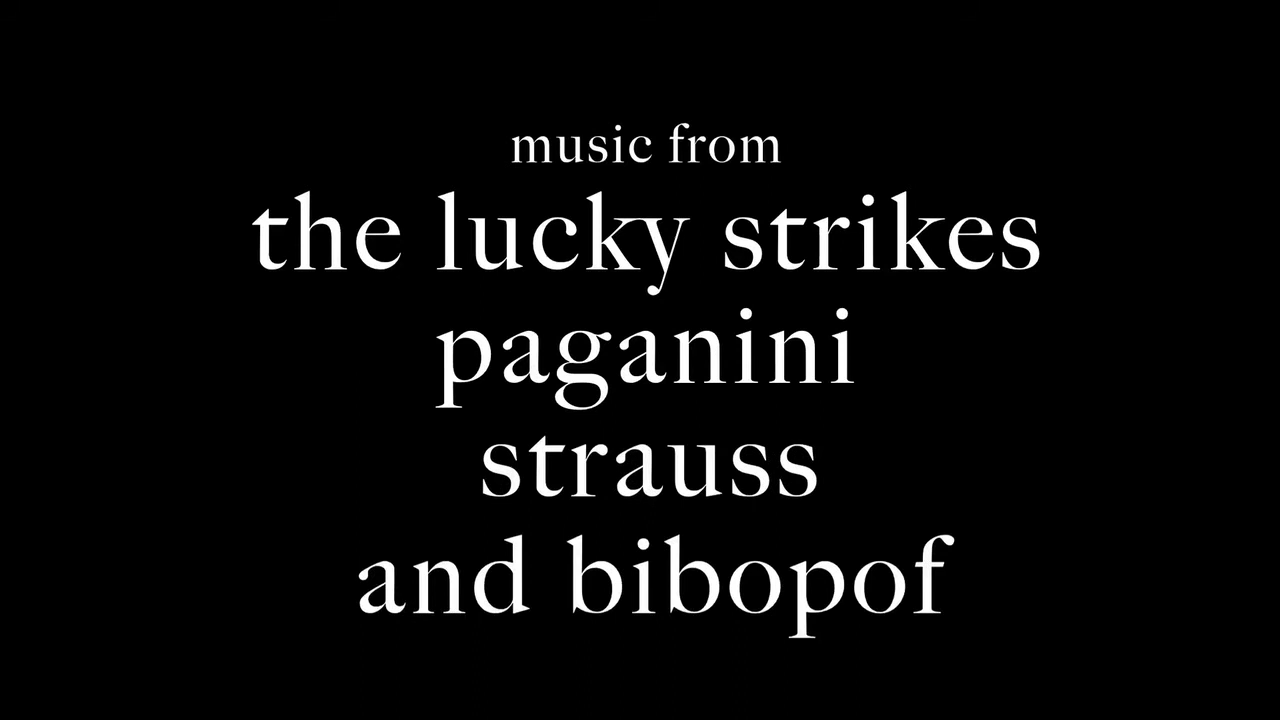 music from
the lucky strikes
paganini
strauss
and bibopof